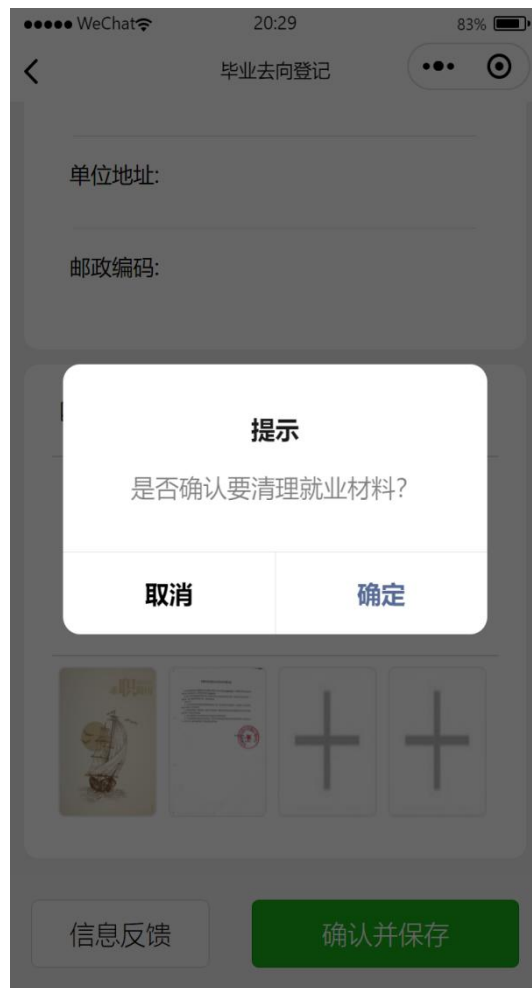 WeChat
20:29
83%
毕业去向登记
单位地址:
邮政编码:
提示
是否确认要清理就业材料?
取消
确定
信息反馈
确认并保存